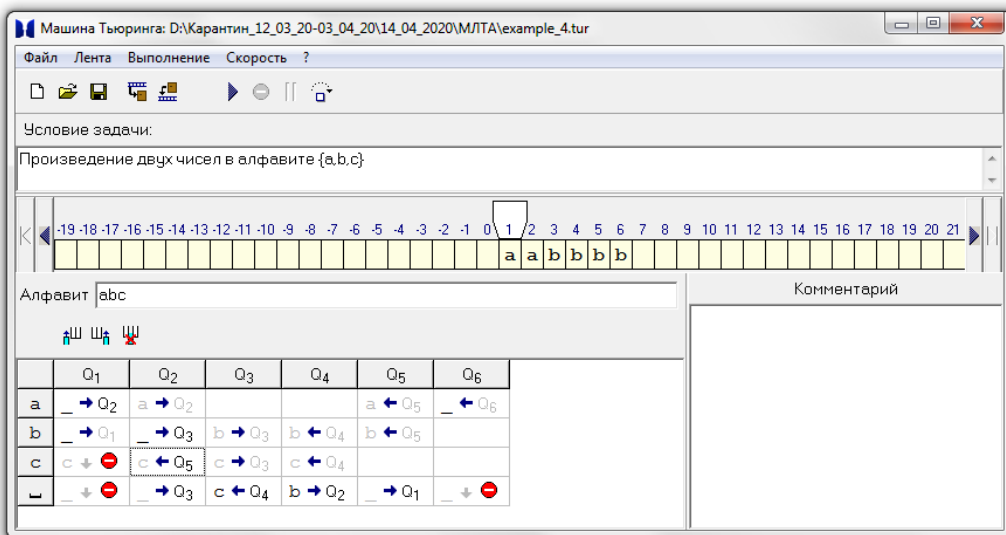 Машина Тьюринга: D:\Карантин_12_03_20-03_04_20\14_04_2020\МЛТА\example_4.tur
Файл Лента Выполнение Скорость ?
Условие задачи:
Произведение двух чисел в алфавите {a,b,c}
-19 -18 -17 -16 -15 -14 -13 -12 -11 -10 -9 -8 -7 -6 -5 -4 -3 -2 -1 0 1 2 3 4 5 6 7 8 9 10 11 12 13 14 15 16 17 18 19 20 21
a a b b b b
Алфавит abc
Комментарий
Q1 Q2 Q3 Q4 Q5 Q6
a _ → Q2 a → Q2 a ← Q5 _ ← Q6
b _ → Q1 _ → Q3 b → Q3 b ← Q4 b ← Q5
c c ↓ c ← Q5 c → Q3 c ← Q4
_ _ ↓ _ → Q3 c ← Q4 b → Q2 _ → Q1 _ ↓